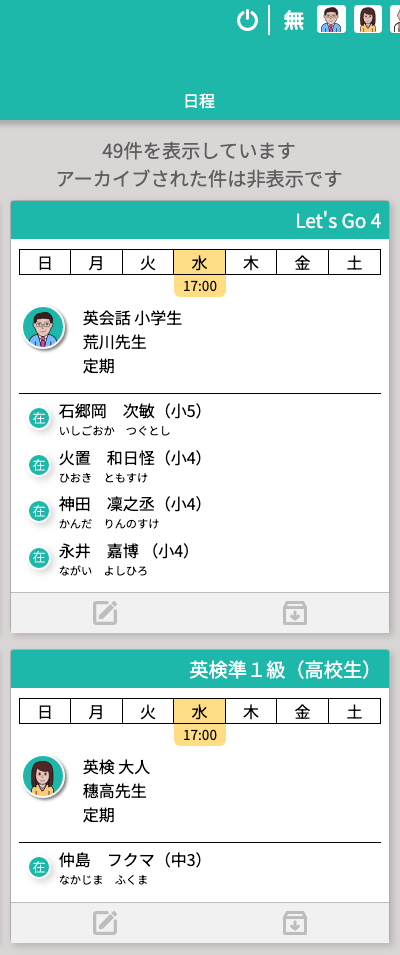 無
日程
49件を表示しています
アーカイブされた件は非表示です
Let's Go 4
日 月 火 水 木 金 土
17:00
英会話 小学生
荒川先生
定期
在 石郷岡　次敏（小5）
いしごおか　つぐとし
在 火置　和日怪（小4）
ひおき　ともすけ
在 神田　凜之丞（小4）
かんだ　りんのすけ
在 永井　嘉博 （小4）
ながい　よしひろ
英検準１級（高校生）
日 月 火 水 木 金 土
17:00
英検 大人
穂高先生
定期
在 仲島　フクマ（中3）
なかじま　ふくま